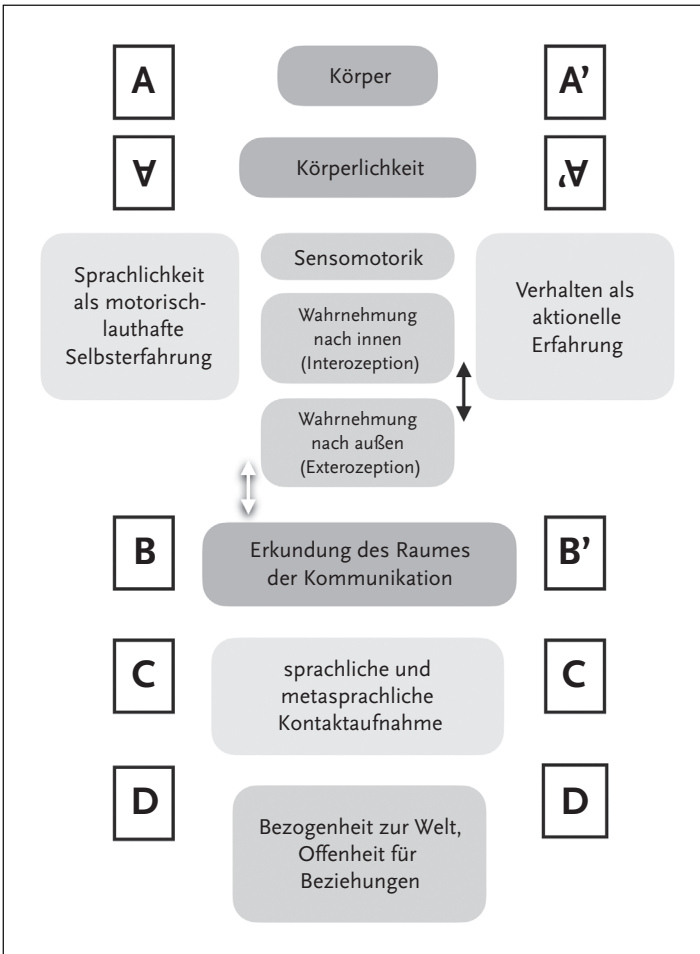 A
Körper
A’
∀
Körperlichkeit
∀’
Sprachlichkeit
als motorisch-
lauthafte
Selbsterfahrung
Sensomotorik
Wahrnehmung
nach innen
(Interozeption)
Wahrnehmung
nach außen
(Exterozeption)
Verhalten als
aktionelle
Erfahrung
B
Erkundung des Raumes
der Kommunikation
B’
C
sprachliche und
metasprachliche
Kontaktaufnahme
C
D
Bezogenheit zur Welt,
Offenheit für
Beziehungen
D